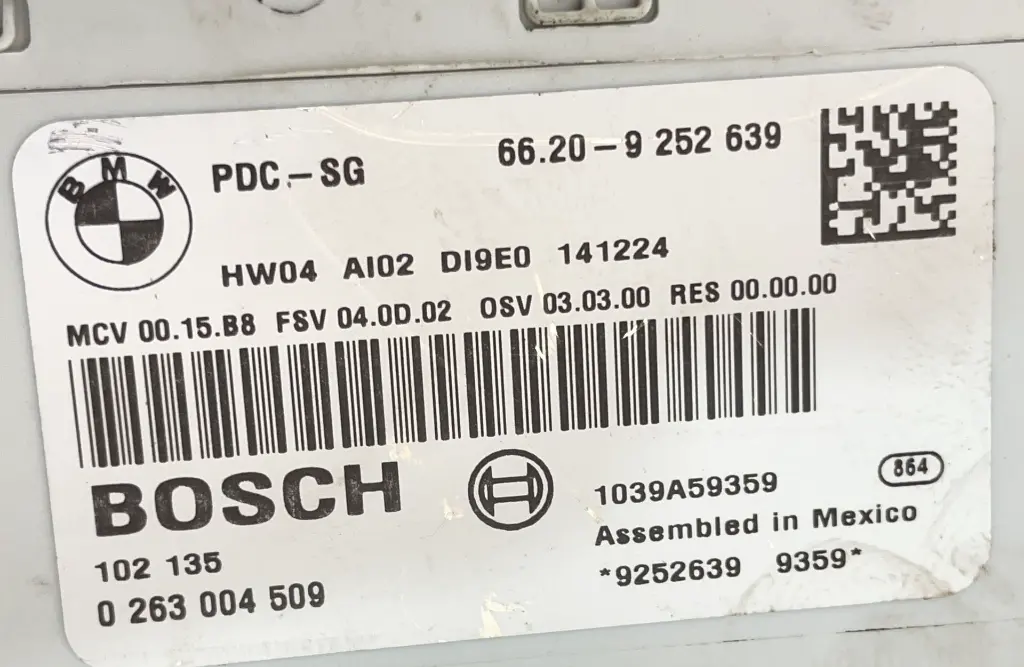 BMW
PDC-SG 66.20-9 252 639
HW04 AI02 DI9E0 141224
MCV 00.15.B8 FSV 04.0D.02 OSV 03.03.00 RES 00.00.00
BOSCH
864
1039A59359
Assembled in Mexico
102 135
*9252639 9359*
0 263 004 509